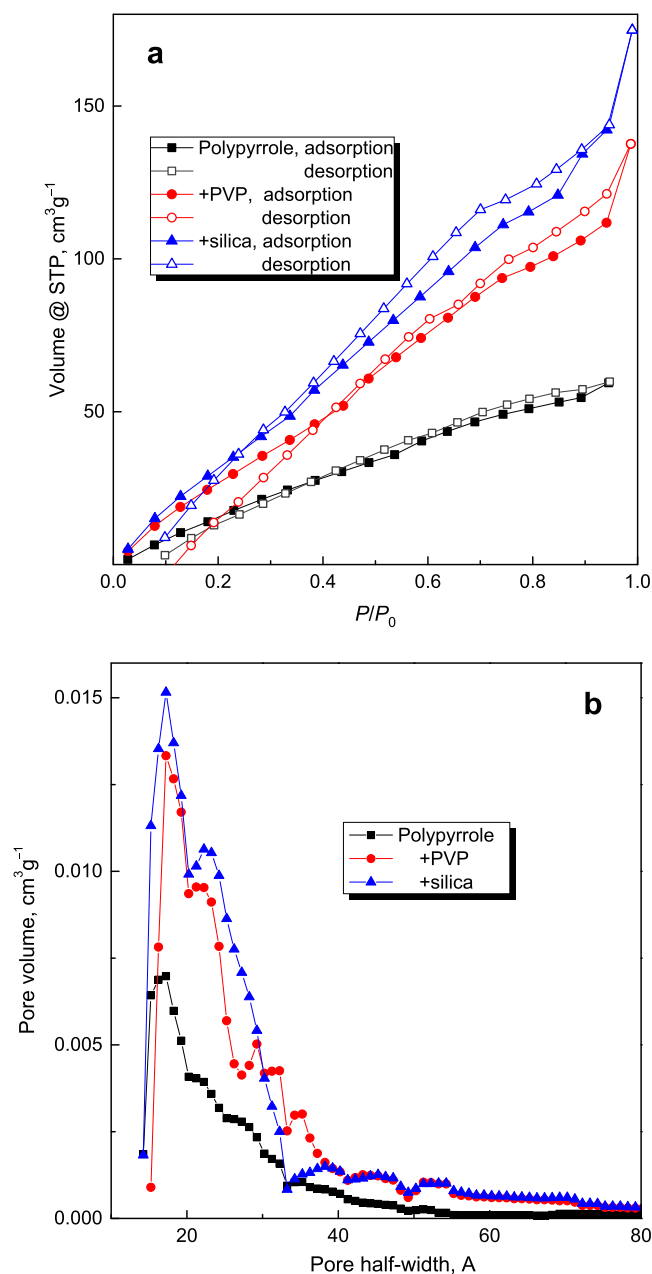 a
150
100
50
Volume @ STP, cm³g⁻¹
Polypyrrole, adsorption
desorption
+PVP, adsorption
desorption
+silica, adsorption
desorption
0.0 0.2 0.4 0.6 0.8 1.0
P/P₀
b
0.015
0.010
0.005
0.000
Pore volume, cm³g⁻¹
Polypyrrole
+PVP
+silica
20 40 60 80
Pore half-width, A